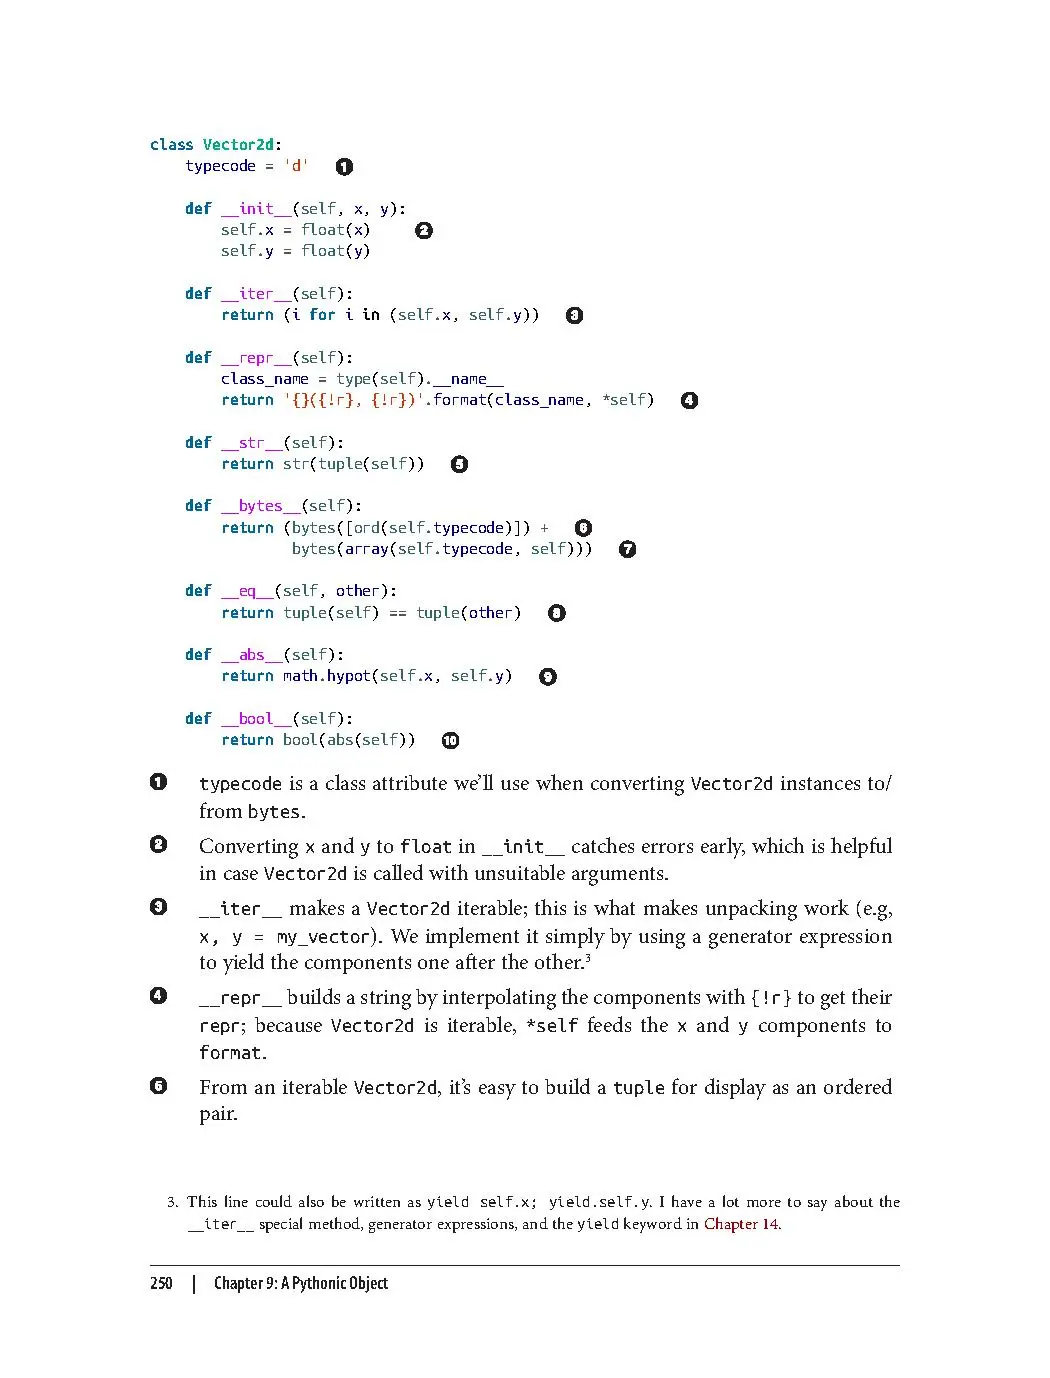 class Vector2d:
    typecode = 'd'  ❶

    def __init__(self, x, y):
        self.x = float(x)  ❷
        self.y = float(y)

    def __iter__(self):
        return (i for i in (self.x, self.y))  ❸

    def __repr__(self):
        class_name = type(self).__name__
        return '{}({!r}, {!r})'.format(class_name, *self)  ❹

    def __str__(self):
        return str(tuple(self))  ❺

    def __bytes__(self):
        return (bytes([ord(self.typecode)]) +  ❻
                bytes(array(self.typecode, self)))  ❼

    def __eq__(self, other):
        return tuple(self) == tuple(other)  ❽

    def __abs__(self):
        return math.hypot(self.x, self.y)  ❾

    def __bool__(self):
        return bool(abs(self))  ❿
❶ typecode is a class attribute we’ll use when converting Vector2d instances to/
from bytes.
❷ Converting x and y to float in __init__ catches errors early, which is helpful
in case Vector2d is called with unsuitable arguments.
❸ __iter__ makes a Vector2d iterable; this is what makes unpacking work (e.g,
x, y = my_vector). We implement it simply by using a generator expression
to yield the components one after the other.³
❹ __repr__ builds a string by interpolating the components with {!r} to get their
repr; because Vector2d is iterable, *self feeds the x and y components to
format.
❺ From an iterable Vector2d, it’s easy to build a tuple for display as an ordered
pair.
3. This line could also be written as yield self.x; yield.self.y. I have a lot more to say about the
__iter__ special method, generator expressions, and the yield keyword in Chapter 14.
250 | Chapter 9: A Pythonic Object